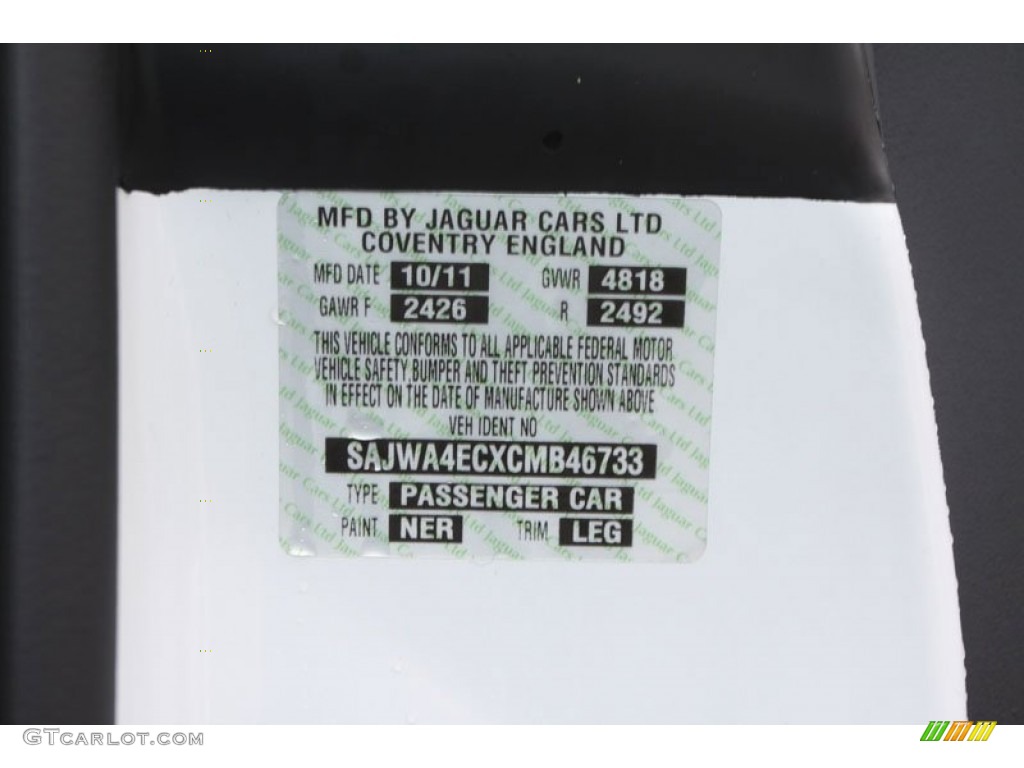 MFD BY JAGUAR CARS LTD
COVENTRY ENGLAND
MFD DATE 10/11 GVWR 4818
GAWR F 2426 R 2492
THIS VEHICLE CONFORMS TO ALL APPLICABLE FEDERAL MOTOR
VEHICLE SAFETY BUMPER AND THEFT PREVENTION STANDARDS
IN EFFECT ON THE DATE OF MANUFACTURE SHOWN ABOVE
VEH IDENT NO
SAJWA4ECXCMB46733
TYPE PASSENGER CAR
PAINT NER TRIM LEG
GTCARLOT.COM